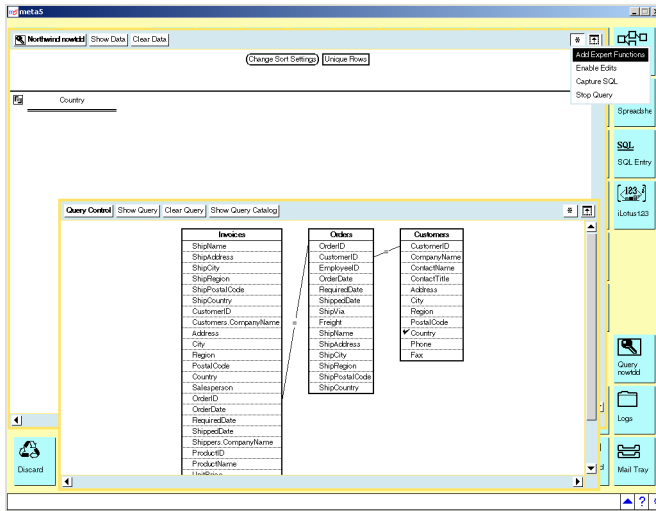 meta5
Northwind nowtdd Show Data Clear Data
Change Sort Settings Unique Rows
Add Expert Functions
Enable Edits
Capture SQL
Stop Query
Country
Spreadshe
SQL
SQL Entry
123
iLotus123
Query Control Show Query Clear Query Show Query Catalog
Invoices
ShipName
ShipAddress
ShipCity
ShipRegion
ShipPostalCode
ShipCountry
CustomerID
Customers.CompanyName
Address
City
Region
PostalCode
Country
Salesperson
OrderID
OrderDate
RequiredDate
ShippedDate
Shippers.CompanyName
ProductID
ProductName
UnitPrice
Orders
OrderID
CustomerID
EmployeeID
OrderDate
RequiredDate
ShippedDate
ShipVia
Freight
ShipName
ShipAddress
ShipCity
ShipRegion
ShipPostalCode
ShipCountry
Customers
CustomerID
CompanyName
ContactName
ContactTitle
Address
City
Region
PostalCode
Country
Phone
Fax
Query
nowtdd
Logs
Discard
Mail Tray
?